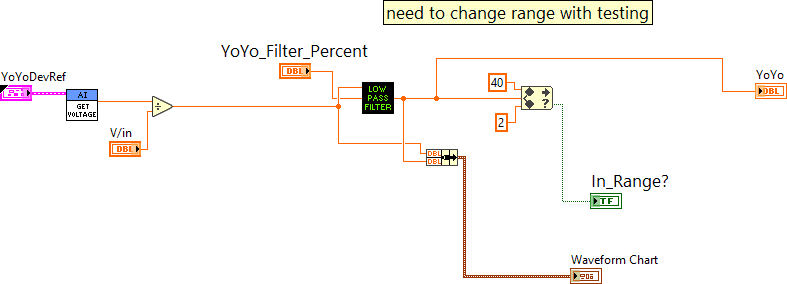 need to change range with testing
YoYo_Filter_Percent
YoYoDevRef
YoYo
DBL
AI
GET
VOLTAGE
LOW
PASS
FILTER
40
?
DBL
÷
V/in
DBL
2
DBL
DBL
In_Range?
TF
Waveform Chart